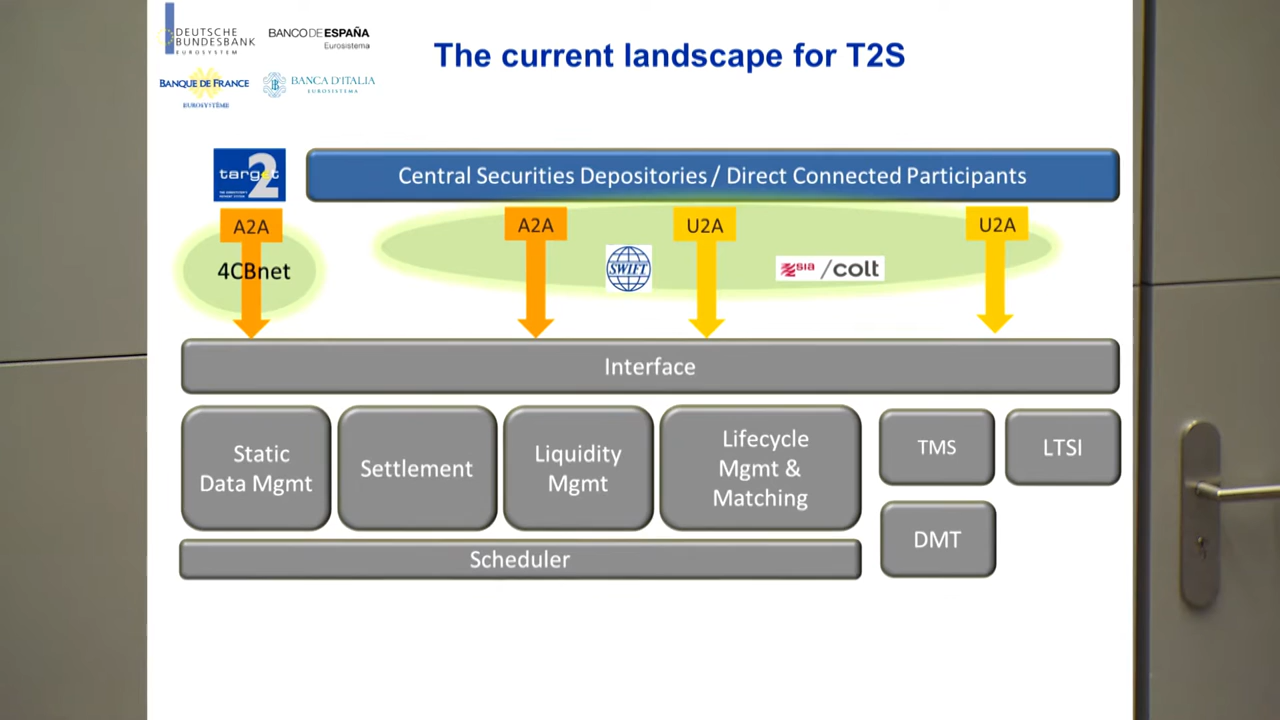 DEUTSCHE
BUNDESBANK
EUROSYSTEM
BANCO DE ESPAÑA
Eurosistema
BANQUE DE FRANCE
EUROSYSTÈME
BANCA D'ITALIA
EUROSISTEMA
The current landscape for T2S
target 2
Central Securities Depositories / Direct Connected Participants
A2A
A2A
U2A
U2A
4CBnet
SWIFT
sia /colt
Interface
Static
Data Mgmt
Settlement
Liquidity
Mgmt
Lifecycle
Mgmt &
Matching
TMS
LTSI
DMT
Scheduler